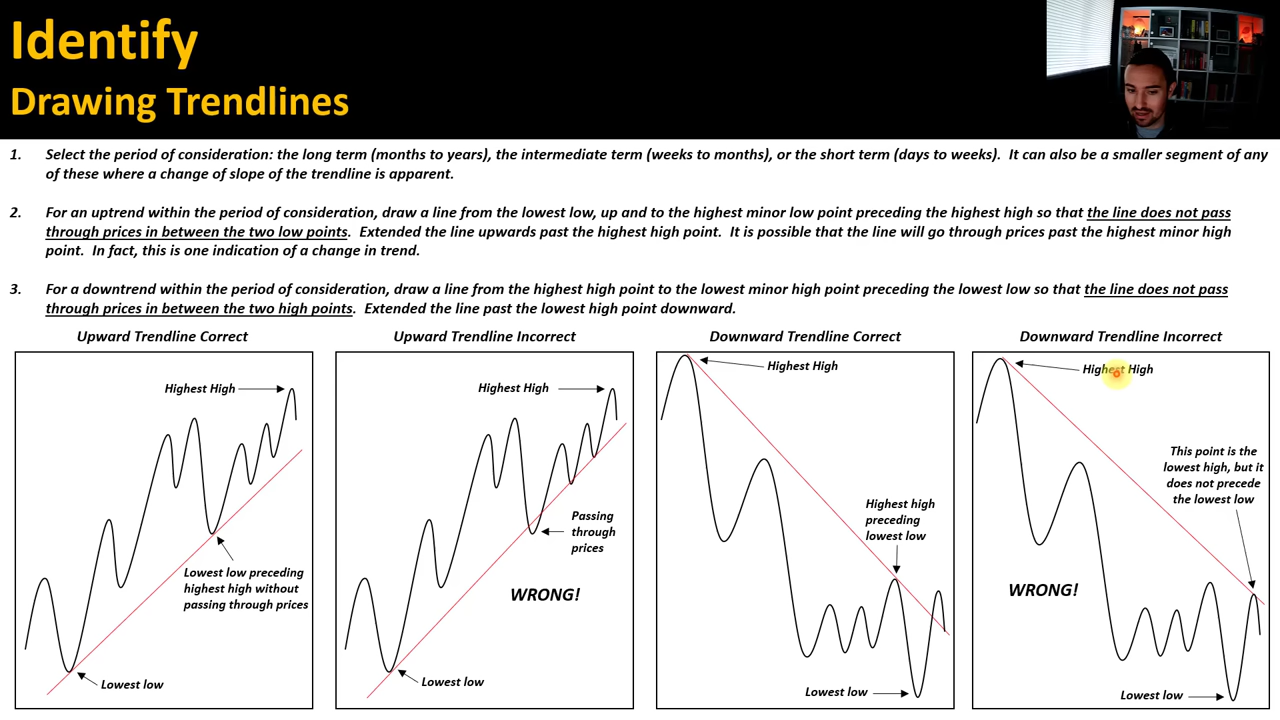 Identify
Drawing Trendlines
1. Select the period of consideration: the long term (months to years), the intermediate term (weeks to months), or the short term (days to weeks).  It can also be a smaller segment of any
of these where a change of slope of the trendline is apparent.
2. For an uptrend within the period of consideration, draw a line from the lowest low, up and to the highest minor low point preceding the highest high so that the line does not pass
through prices in between the two low points.  Extended the line upwards past the highest high point.  It is possible that the line will go through prices past the highest minor high
point.  In fact, this is one indication of a change in trend.
3. For a downtrend within the period of consideration, draw a line from the highest high point to the lowest minor high point preceding the lowest low so that the line does not pass
through prices in between the two high points.  Extended the line past the lowest high point downward.
Upward Trendline Correct
Highest High
Lowest low preceding
highest high without
passing through prices
Lowest low
Upward Trendline Incorrect
Highest High
Passing
through
prices
WRONG!
Lowest low
Downward Trendline Correct
Highest High
Highest high
preceding
lowest low
Lowest low
Downward Trendline Incorrect
Highest High
This point is the
lowest high, but it
does not precede
the lowest low
WRONG!
Lowest low